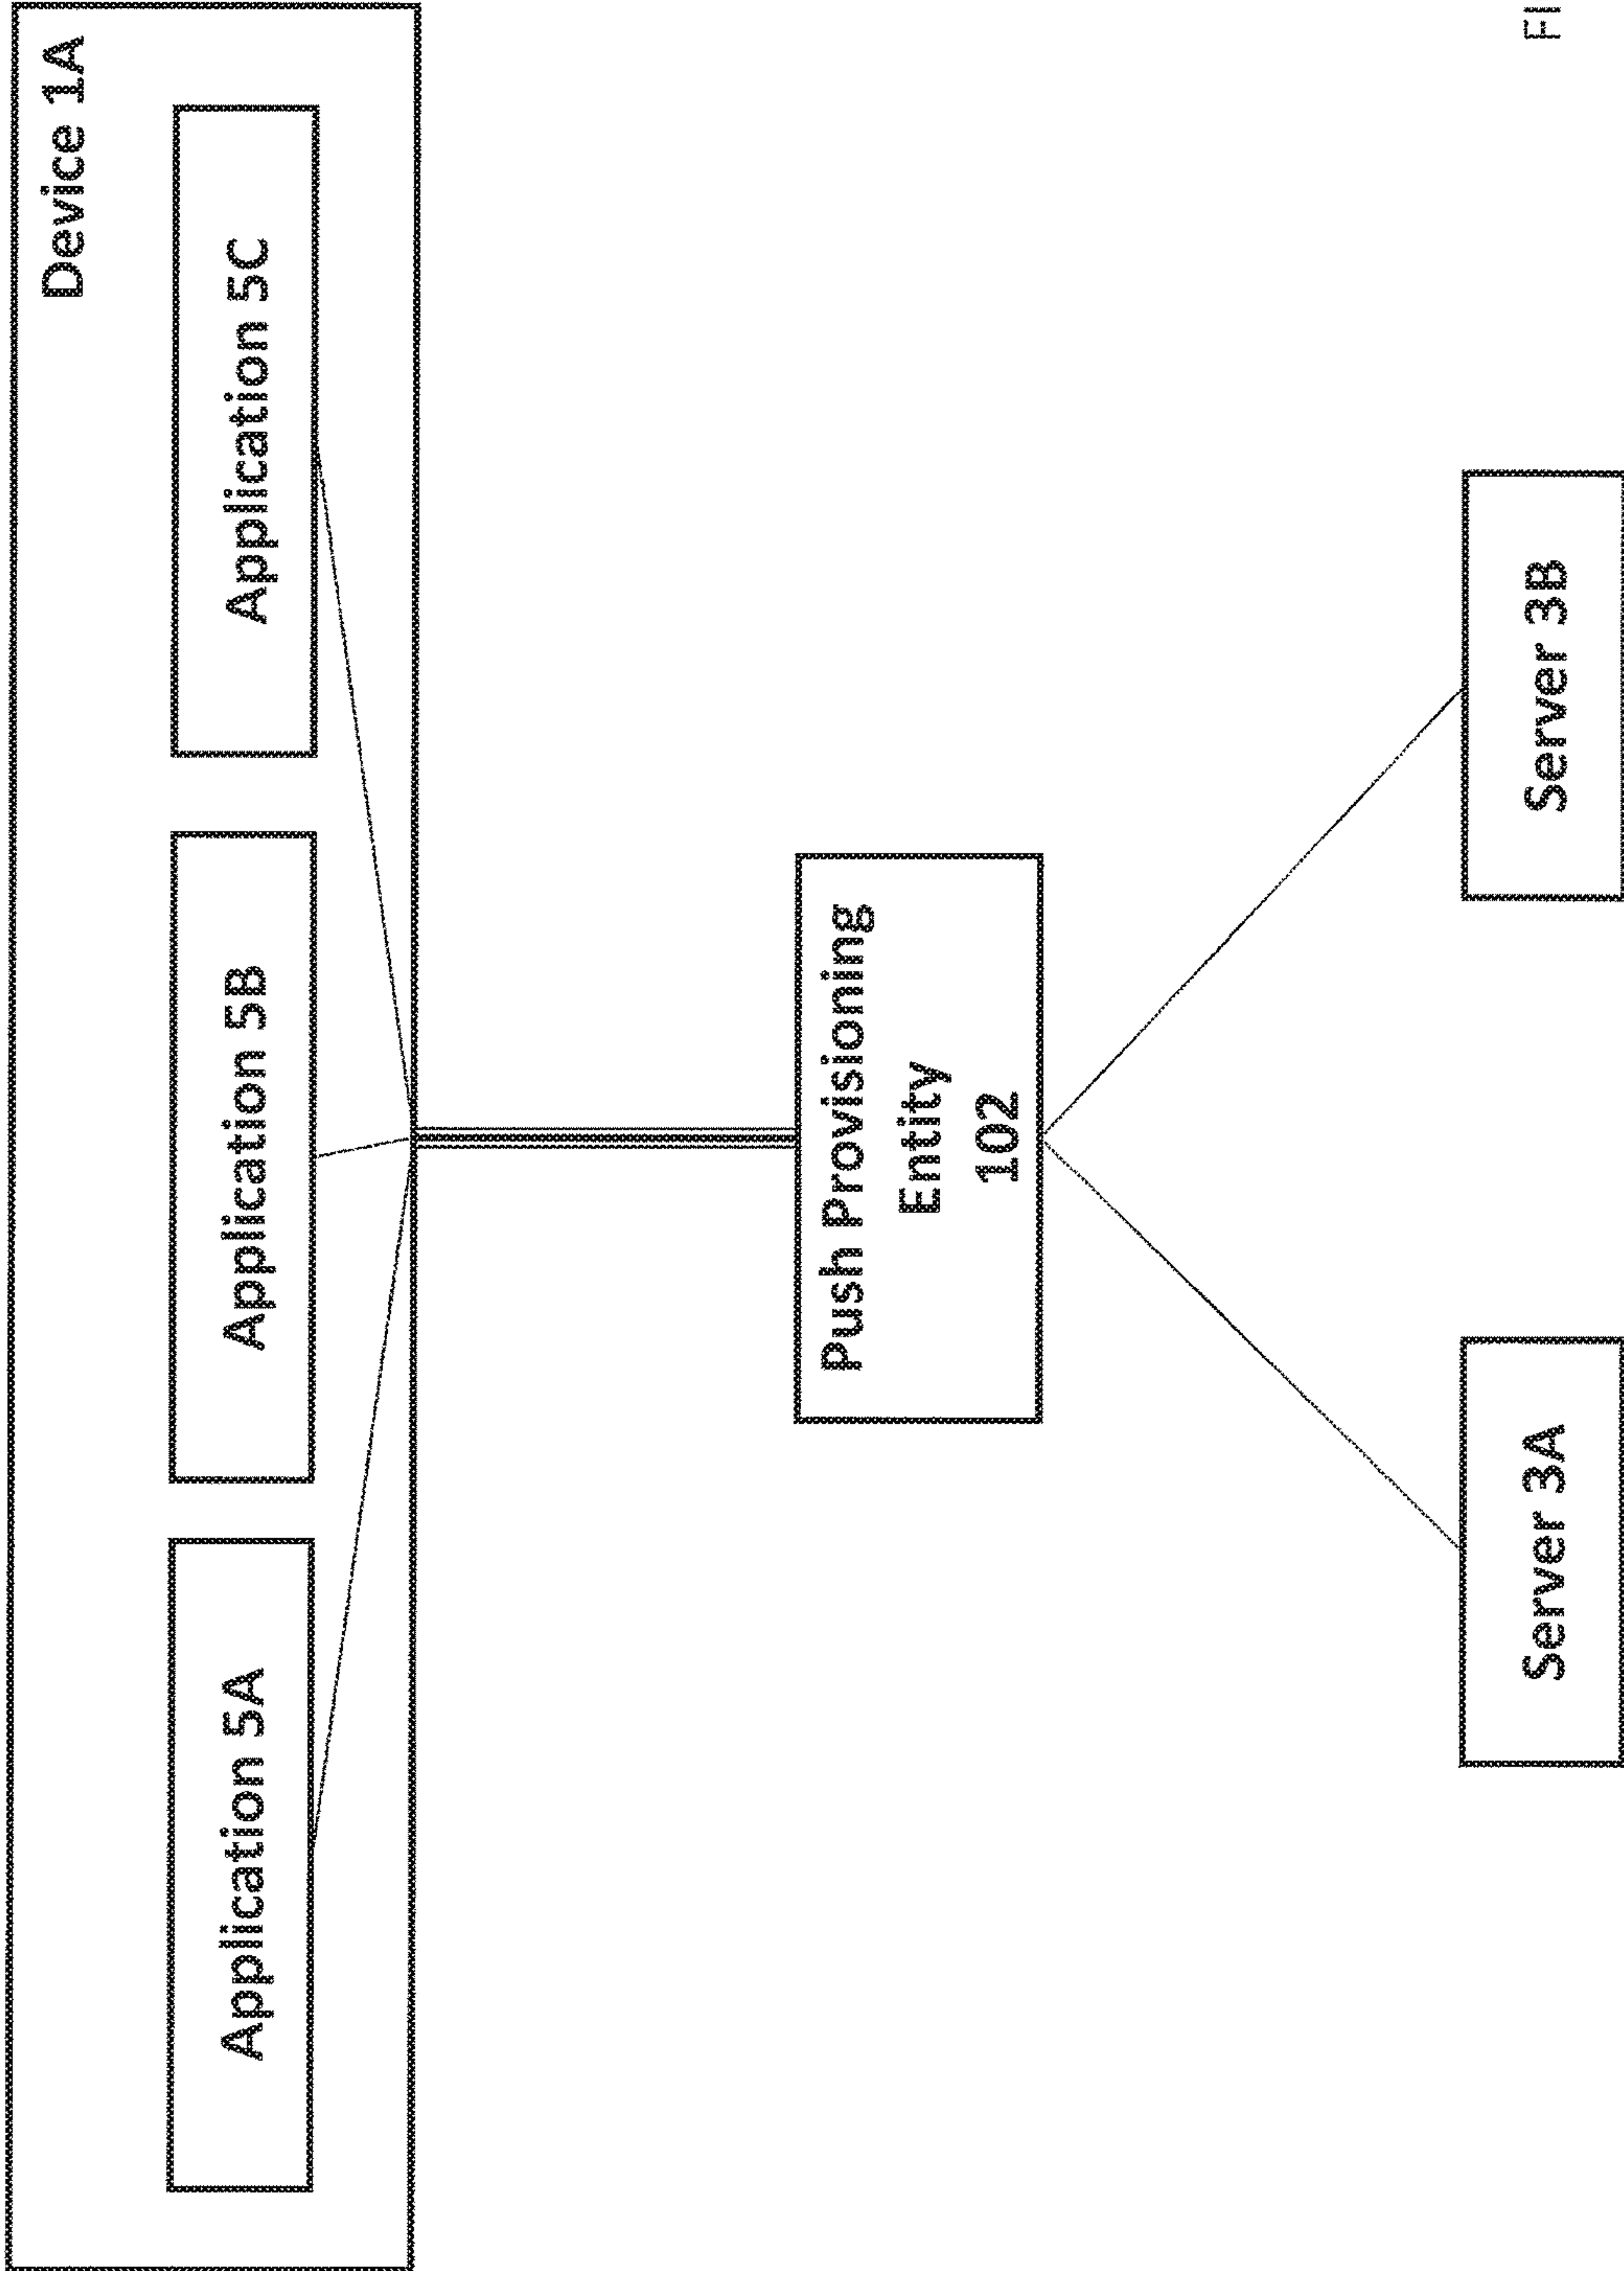 Device 1A
Application 5A
Application 5B
Application 5C
Push Provisioning
Entity
102
Server 3A
Server 3B